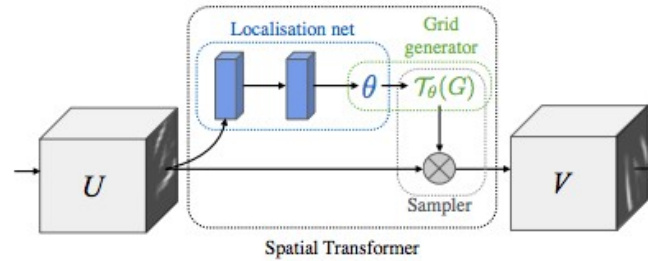 Localisation net
Grid
generator
θ
𝒯θ(G)
U
V
Sampler
Spatial Transformer